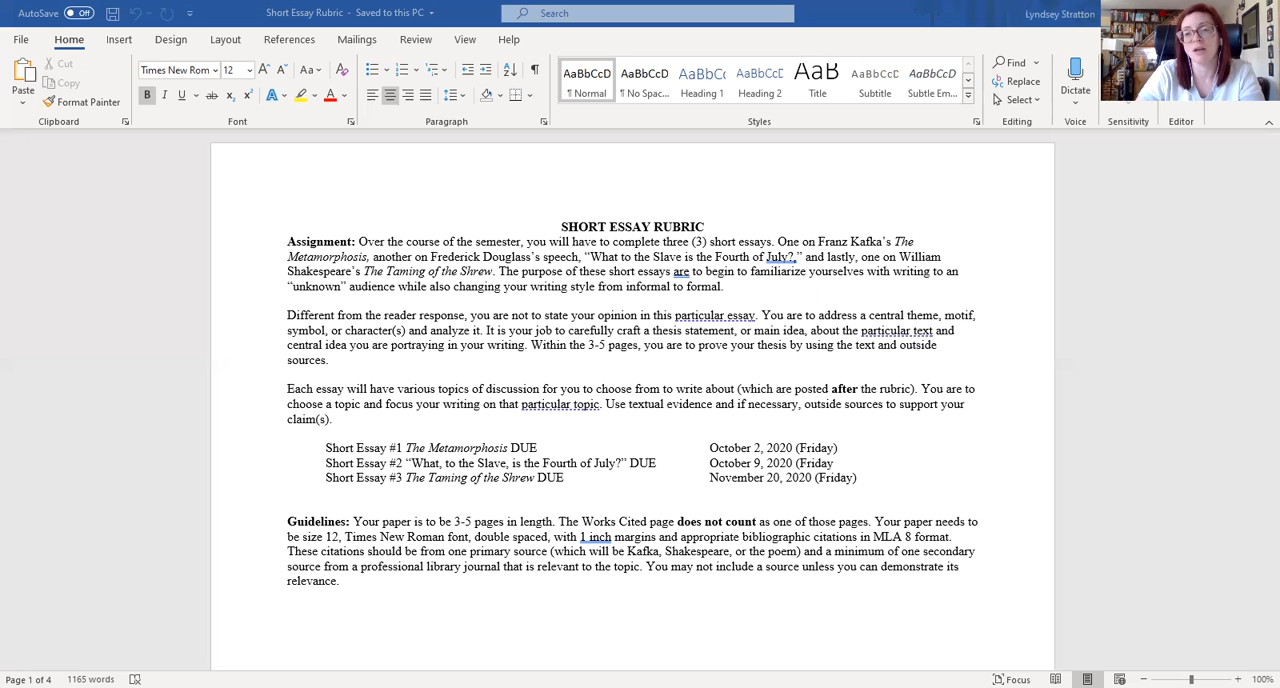 AutoSave Off Short Essay Rubric - Saved to this PC Search Lyndsey Stratton
File Home Insert Design Layout References Mailings Review View Help
Paste Cut Copy Format Painter
Times New Rom 12 Aa
B I U ab x₂ x² A A
AaBbCcD AaBbCcD AaBbCc AaBbCcC AaB AaBbCcC AaBbCcD
¶ Normal ¶ No Spac... Heading 1 Heading 2 Title Subtitle Subtle Em...
Find Replace Select Dictate
Clipboard Font Paragraph Styles Editing Voice Sensitivity Editor
SHORT ESSAY RUBRIC
Assignment: Over the course of the semester, you will have to complete three (3) short essays. One on Franz Kafka's The
Metamorphosis, another on Frederick Douglass's speech, “What to the Slave is the Fourth of July?,” and lastly, one on William
Shakespeare's The Taming of the Shrew. The purpose of these short essays are to begin to familiarize yourselves with writing to an
“unknown” audience while also changing your writing style from informal to formal.
Different from the reader response, you are not to state your opinion in this particular essay. You are to address a central theme, motif,
symbol, or character(s) and analyze it. It is your job to carefully craft a thesis statement, or main idea, about the particular text and
central idea you are portraying in your writing. Within the 3-5 pages, you are to prove your thesis by using the text and outside
sources.
Each essay will have various topics of discussion for you to choose from to write about (which are posted after the rubric). You are to
choose a topic and focus your writing on that particular topic. Use textual evidence and if necessary, outside sources to support your
claim(s).
Short Essay #1 The Metamorphosis DUE October 2, 2020 (Friday)
Short Essay #2 “What, to the Slave, is the Fourth of July?” DUE October 9, 2020 (Friday
Short Essay #3 The Taming of the Shrew DUE November 20, 2020 (Friday)
Guidelines: Your paper is to be 3-5 pages in length. The Works Cited page does not count as one of those pages. Your paper needs to
be size 12, Times New Roman font, double spaced, with 1 inch margins and appropriate bibliographic citations in MLA 8 format.
These citations should be from one primary source (which will be Kafka, Shakespeare, or the poem) and a minimum of one secondary
source from a professional library journal that is relevant to the topic. You may not include a source unless you can demonstrate its
relevance.
Page 1 of 4 1165 words Focus 100%